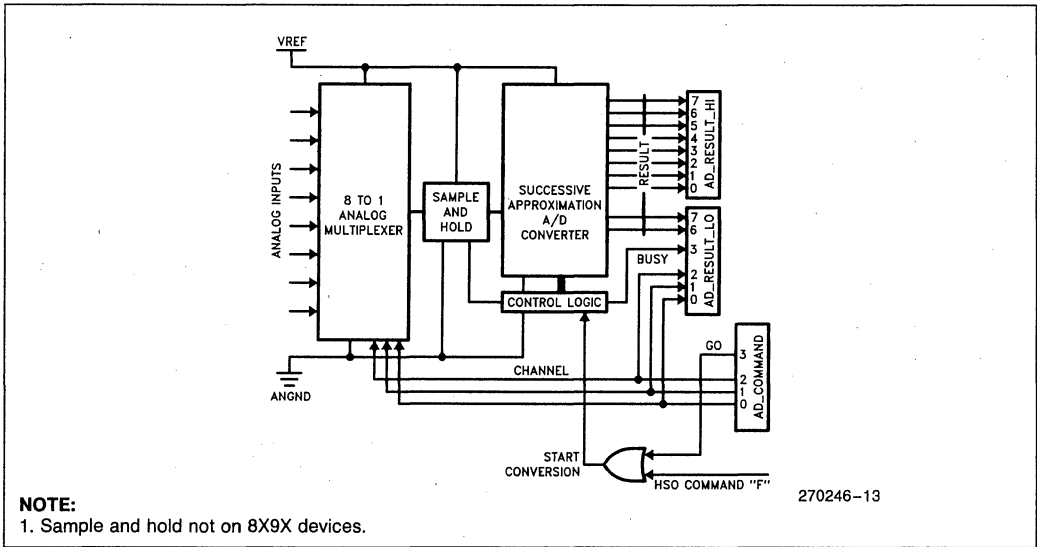 VREF
ANALOG INPUTS
8 TO 1
ANALOG
MULTIPLEXER
SAMPLE
AND
HOLD
SUCCESSIVE
APPROXIMATION
A/D
CONVERTER
CONTROL LOGIC
RESULT
7
6
5
4
3
2
1
0
AD_RESULT_HI
7
6
3
2
1
0
AD_RESULT_LO
BUSY
GO
3
2
1
0
AD_COMMAND
CHANNEL
ANGND
START
CONVERSION
HSO COMMAND "F"
270246-13
NOTE:
1. Sample and hold not on 8X9X devices.